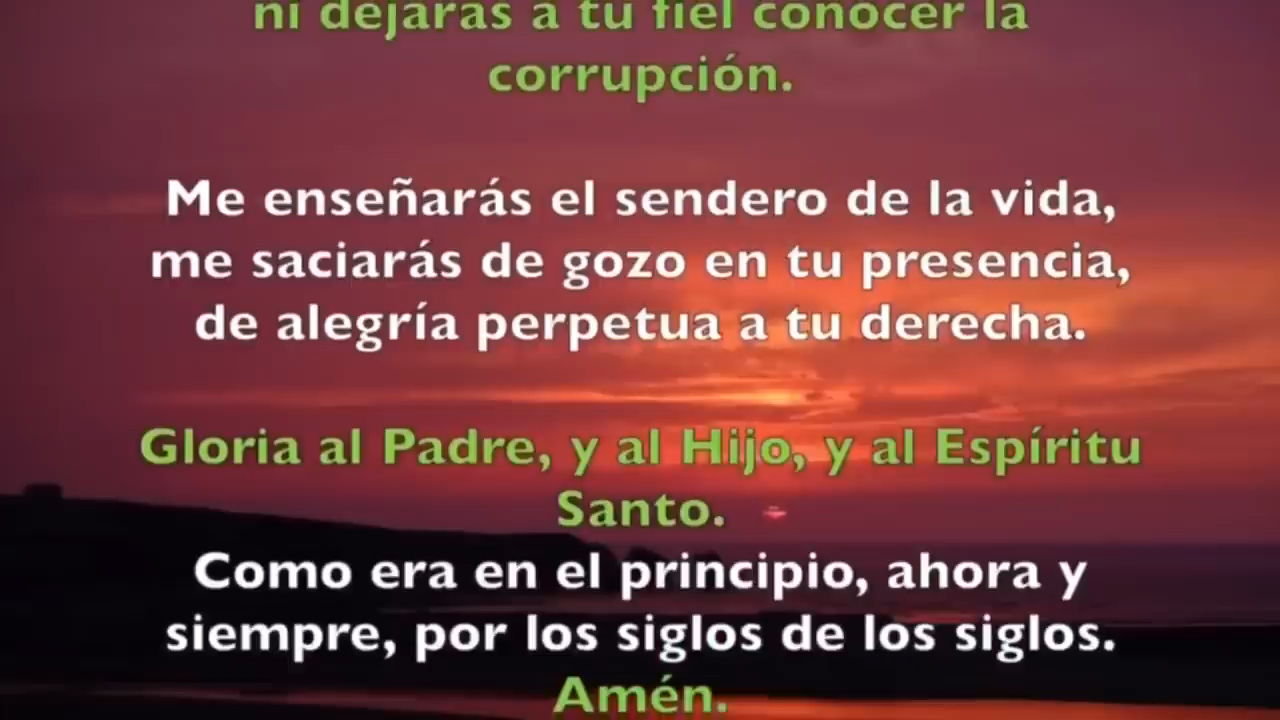 ni dejarás a tu fiel conocer la
corrupción.
Me enseñarás el sendero de la vida,
me saciarás de gozo en tu presencia,
de alegría perpetua a tu derecha.
Gloria al Padre, y al Hijo, y al Espíritu
Santo.
Como era en el principio, ahora y
siempre, por los siglos de los siglos.
Amén.